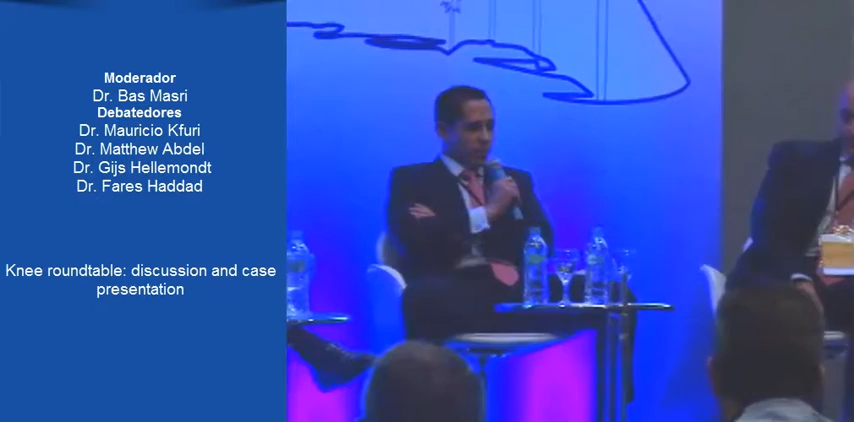 Moderador
Dr. Bas Masri
Debatedores
Dr. Mauricio Kfuri
Dr. Matthew Abdel
Dr. Gijs Hellemondt
Dr. Fares Haddad
Knee roundtable: discussion and case
presentation